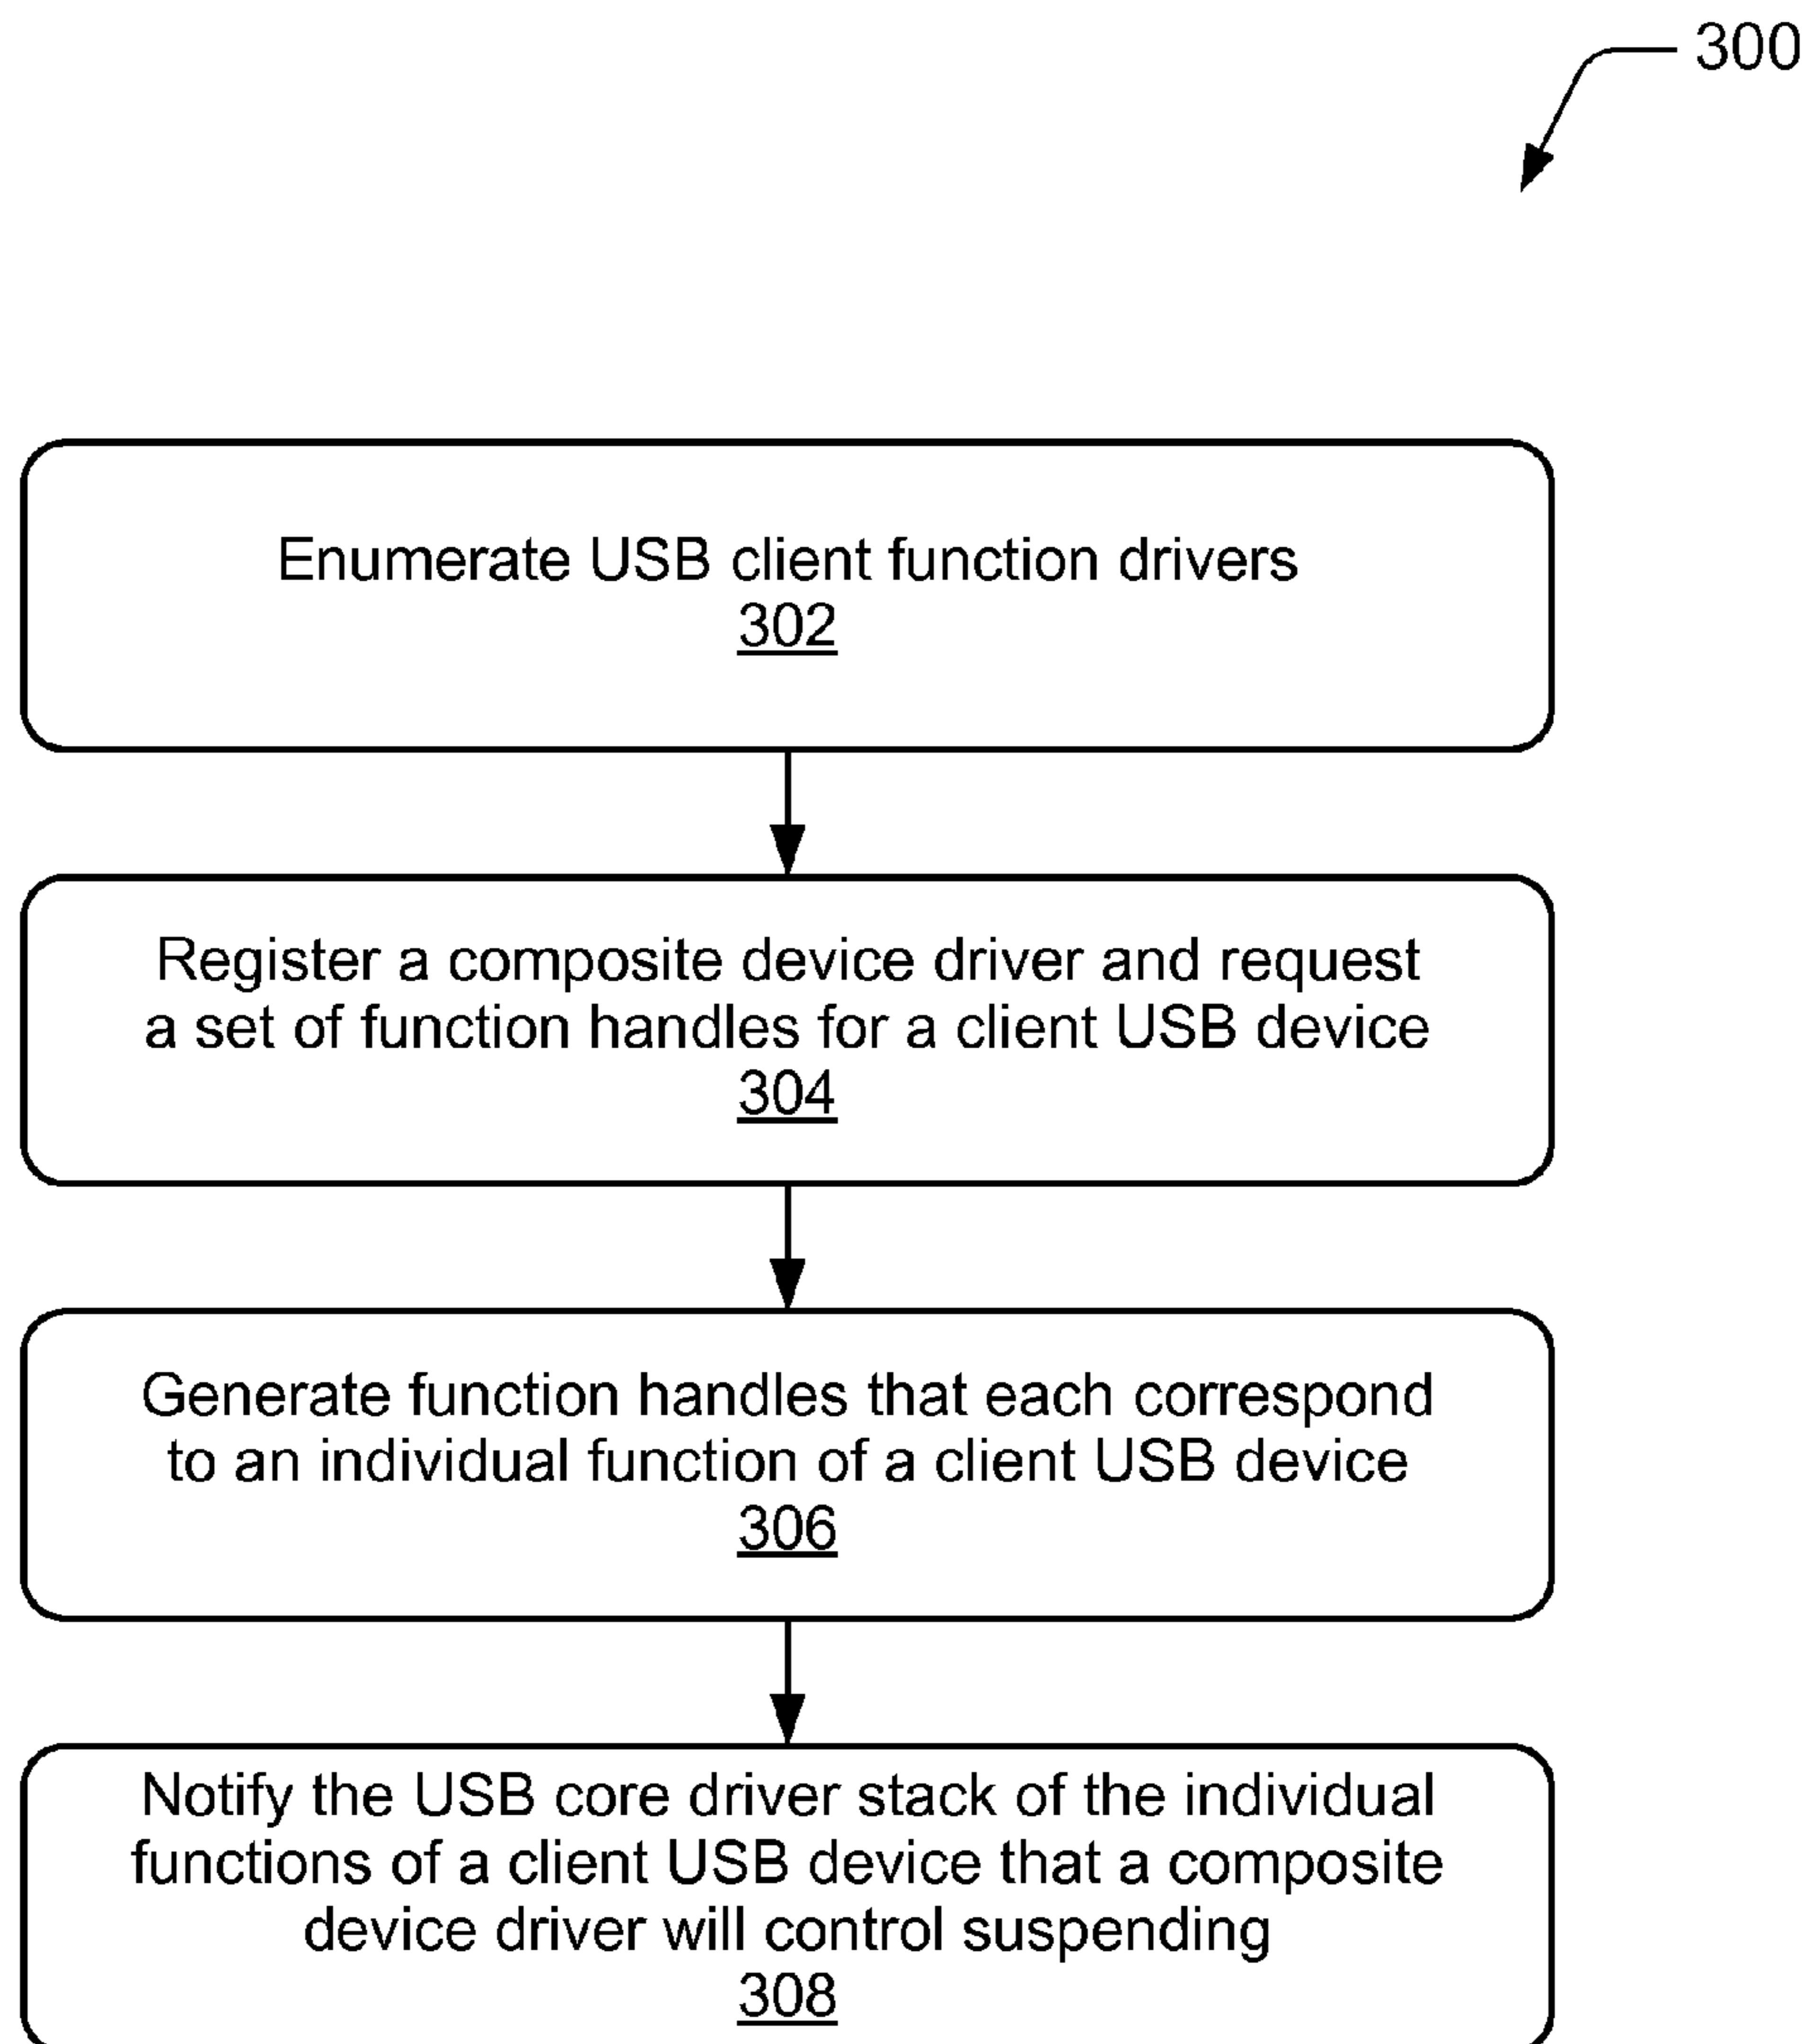 300
Enumerate USB client function drivers
302
Register a composite device driver and request
a set of function handles for a client USB device
304
Generate function handles that each correspond
to an individual function of a client USB device
306
Notify the USB core driver stack of the individual
functions of a client USB device that a composite
device driver will control suspending
308